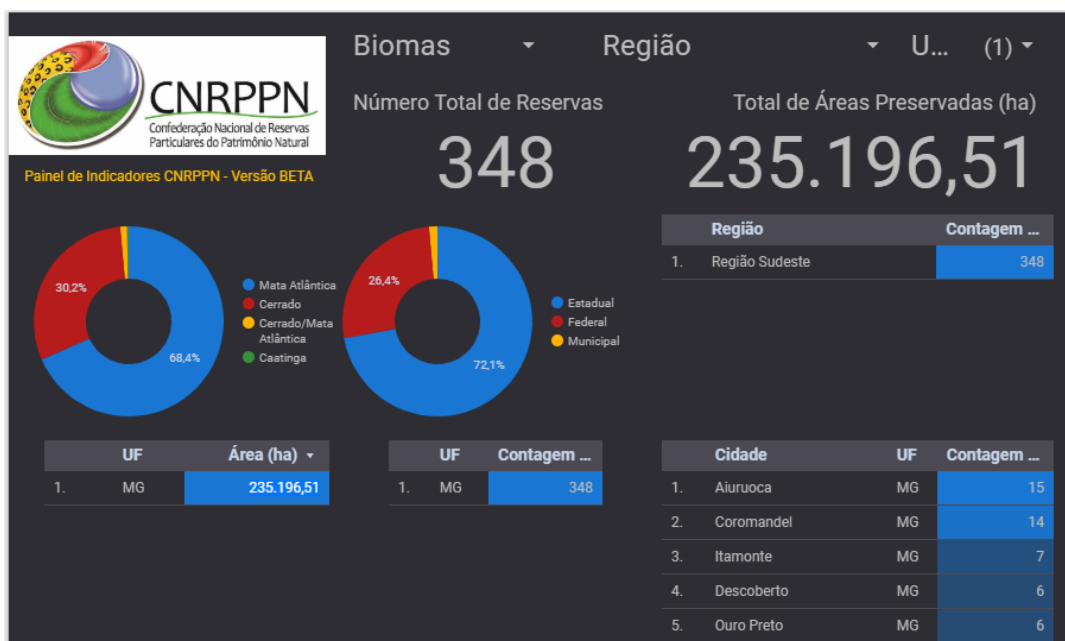 CNRPPN
Confederação Nacional de Reservas
Particulares do Patrimônio Natural
Painel de Indicadores CNRPPN - Versão BETA
Biomas
Região
U... (1)
Número Total de Reservas
348
Total de Áreas Preservadas (ha)
235.196,51
30,2%
68,4%
Mata Atlântica
Cerrado
Cerrado/Mata
Atlântica
Caatinga
26,4%
72,1%
Estadual
Federal
Municipal
Região Contagem ...
1. Região Sudeste 348
UF Área (ha)
1. MG 235.196,51
UF Contagem ...
1. MG 348
Cidade UF Contagem ...
1. Aiuruoca MG 15
2. Coromandel MG 14
3. Itamonte MG 7
4. Descoberto MG 6
5. Ouro Preto MG 6